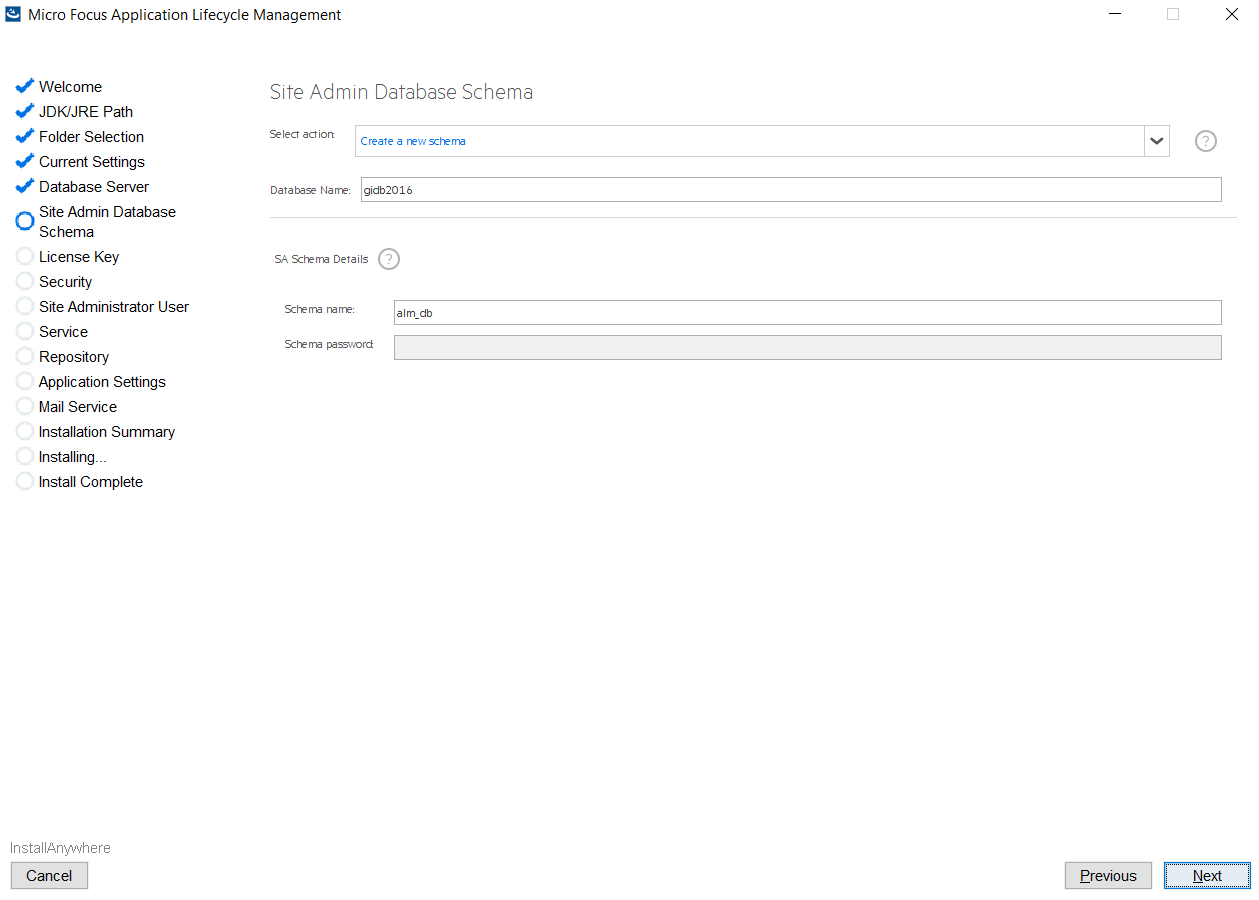 Micro Focus Application Lifecycle Management
Welcome
JDK/JRE Path
Folder Selection
Current Settings
Database Server
Site Admin Database
Schema
License Key
Security
Site Administrator User
Service
Repository
Application Settings
Mail Service
Installation Summary
Installing...
Install Complete
Site Admin Database Schema
Select action: Create a new schema ?
Database Name: gidb2016
SA Schema Details ?
Schema name: alm_db
Schema password:
InstallAnywhere
Cancel Previous Next